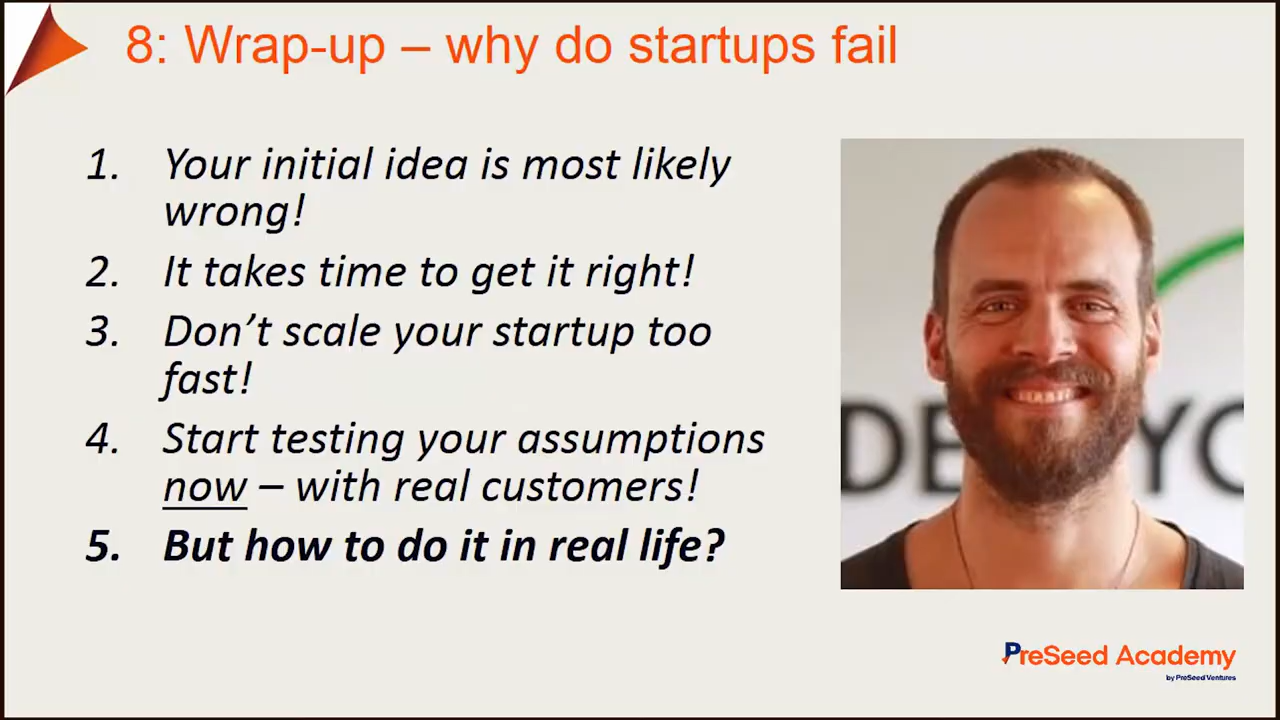 8: Wrap-up – why do startups fail
1. Your initial idea is most likely
wrong!
2. It takes time to get it right!
3. Don’t scale your startup too
fast!
4. Start testing your assumptions
now – with real customers!
5. But how to do it in real life?
DE YO
PreSeed Academy
by PreSeed Ventures